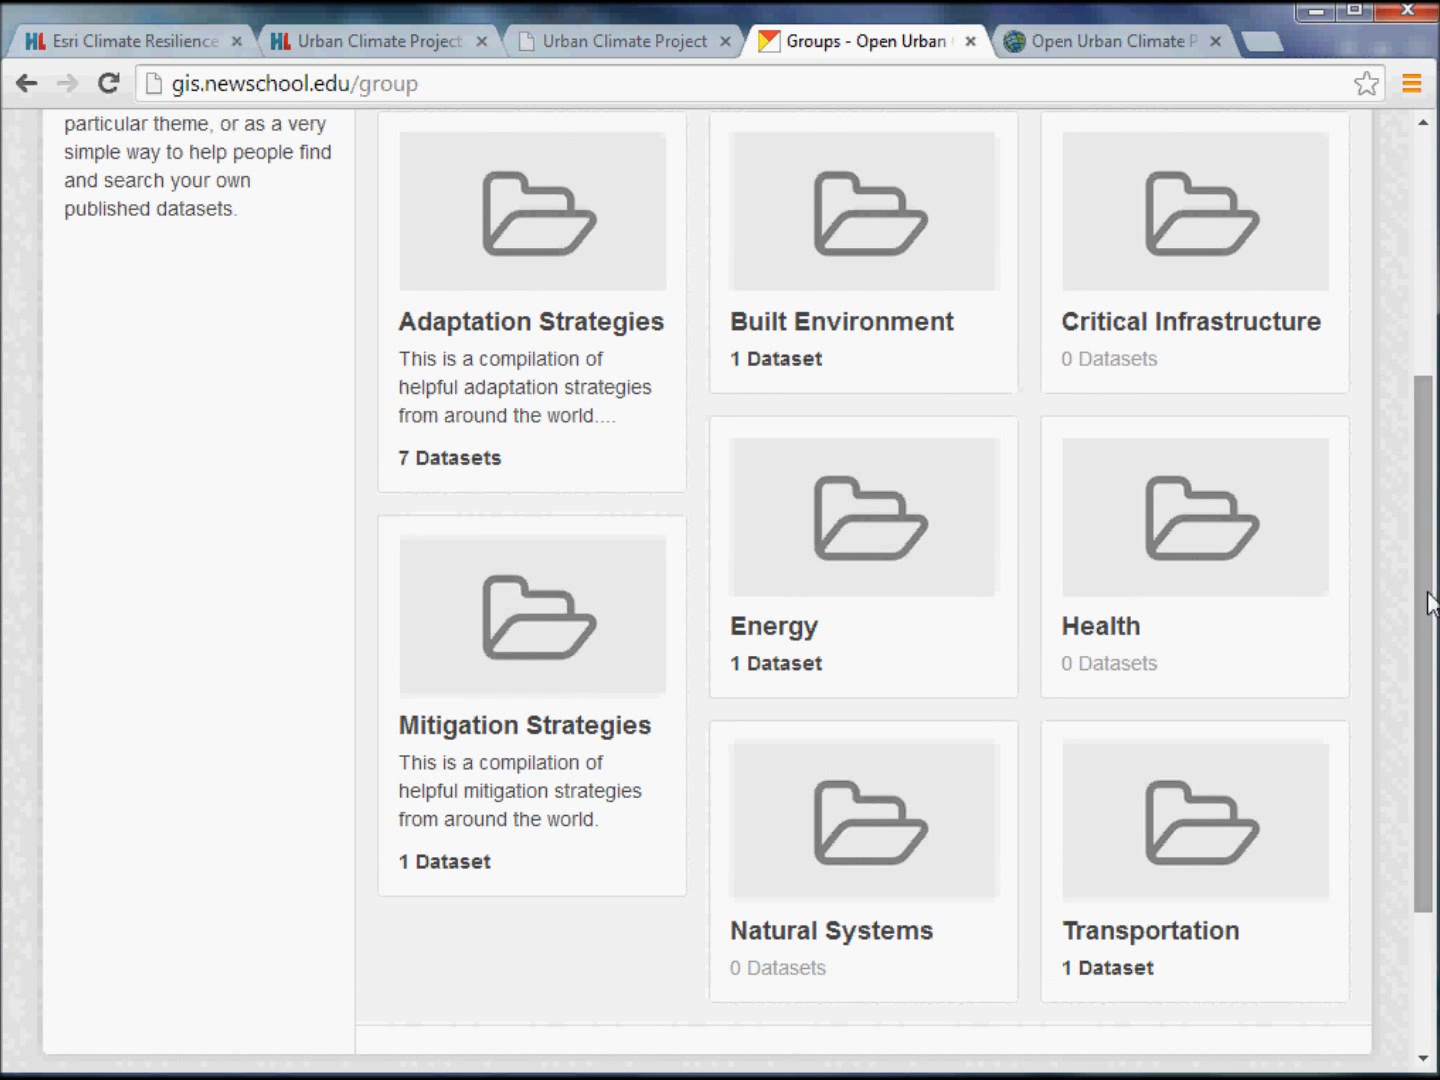 Esri Climate Resilience
Urban Climate Project
Urban Climate Project
Groups - Open Urban
Open Urban Climate P
gis.newschool.edu/group
particular theme, or as a very
simple way to help people find
and search your own
published datasets.
Adaptation Strategies
This is a compilation of
helpful adaptation strategies
from around the world....
7 Datasets
Built Environment
1 Dataset
Critical Infrastructure
0 Datasets
Energy
1 Dataset
Health
0 Datasets
Mitigation Strategies
This is a compilation of
helpful mitigation strategies
from around the world.
1 Dataset
Natural Systems
0 Datasets
Transportation
1 Dataset